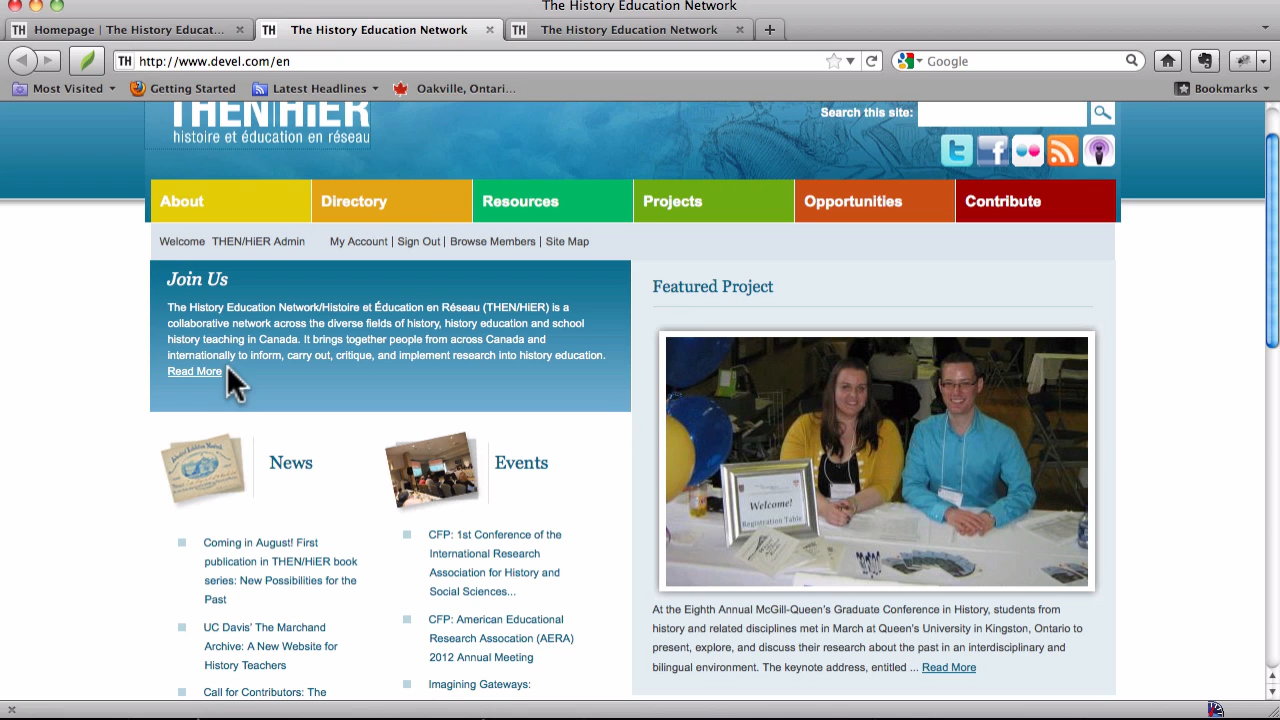 The History Education Network
TH Homepage | The History Educat...
TH The History Education Network
TH The History Education Network
TH http://www.devel.com/en
Google
Most Visited
Getting Started
Latest Headlines
Oakville, Ontari...
Bookmarks
THEN|HiER
histoire et éducation en réseau
Search this site:
About
Directory
Resources
Projects
Opportunities
Contribute
Welcome THEN/HiER Admin My Account | Sign Out | Browse Members | Site Map
Join Us
The History Education Network/Histoire et Éducation en Réseau (THEN/HiER) is a
collaborative network across the diverse fields of history, history education and school
history teaching in Canada. It brings together people from across Canada and
internationally to inform, carry out, critique, and implement research into history education.
Read More
News
Coming in August! First
publication in THEN/HiER book
series: New Possibilities for the
Past
UC Davis' The Marchand
Archive: A New Website for
History Teachers
Call for Contributors: The
Events
CFP: 1st Conference of the
International Research
Association for History and
Social Sciences...
CFP: American Educational
Research Assocation (AERA)
2012 Annual Meeting
Imagining Gateways:
Featured Project
Welcome!
Registration Table
At the Eighth Annual McGill-Queen's Graduate Conference in History, students from
history and related disciplines met in March at Queen's University in Kingston, Ontario to
present, explore, and discuss their research about the past in an interdisciplinary and
bilingual environment. The keynote address, entitled ... Read More